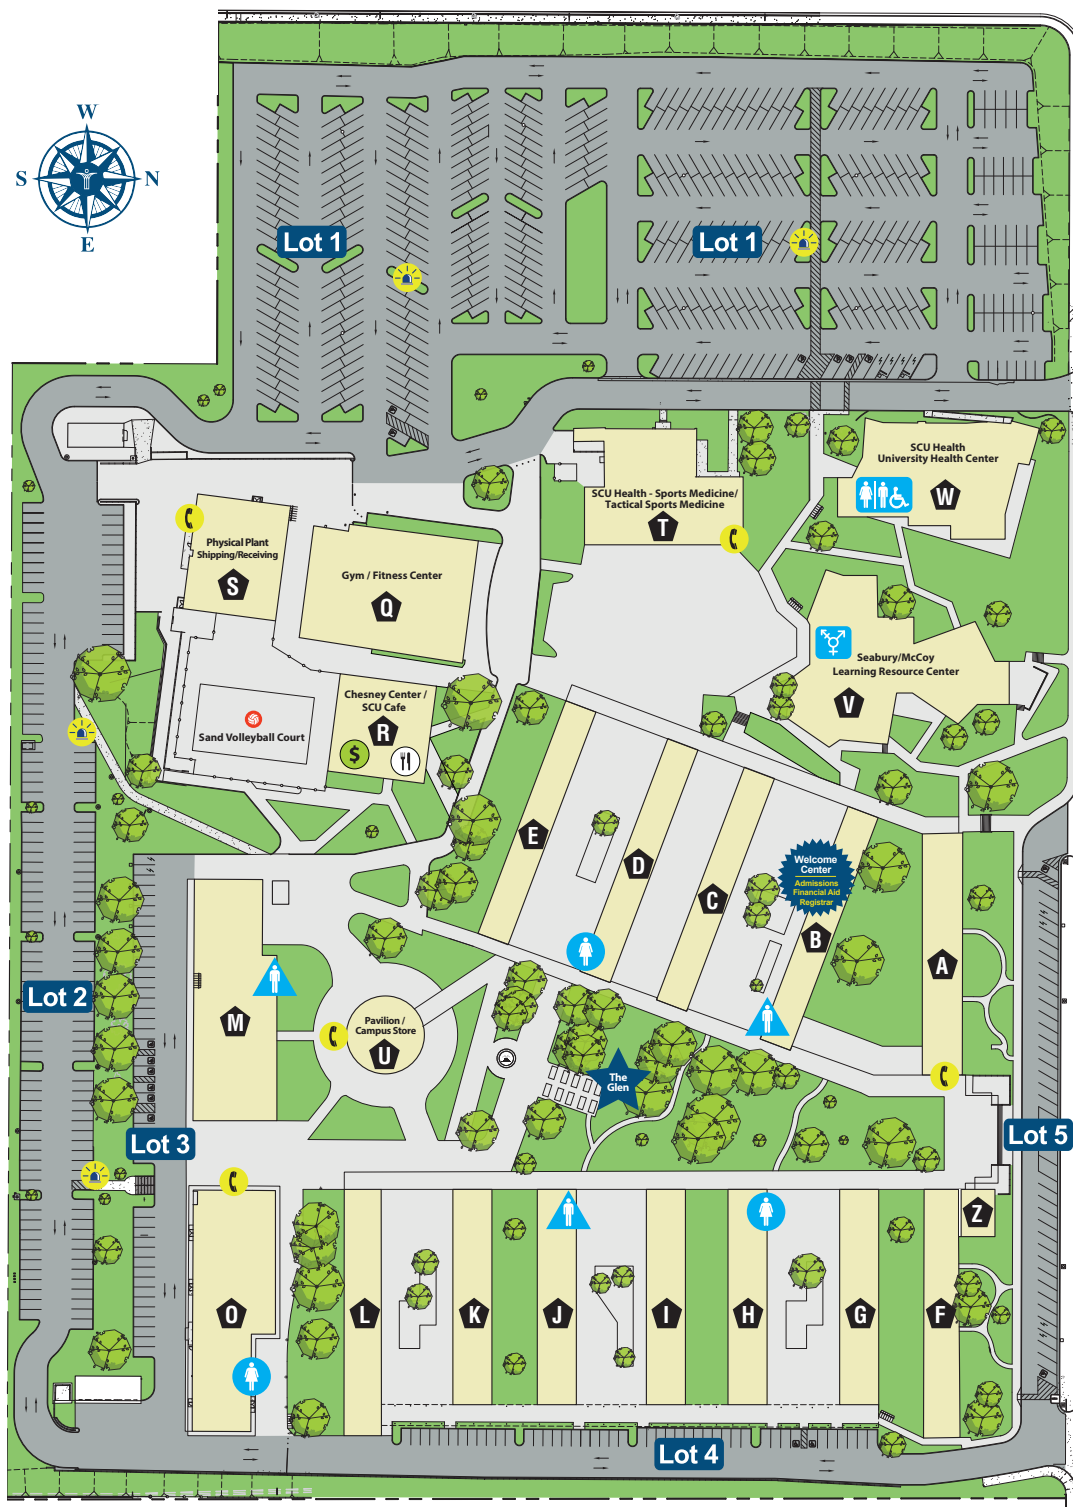 W
S
N
E
Lot 1
Lot 1
SCU Health
University Health Center
W
SCU Health - Sports Medicine/
Tactical Sports Medicine
T
Physical Plant
Shipping/Receiving
S
Gym / Fitness Center
Q
Seabury/McCoy
Learning Resource Center
V
Chesney Center /
SCU Cafe
R
$
Sand Volleyball Court
E
D
C
Welcome
Center
Admissions
Financial Aid
Registrar
B
A
Lot 2
M
Pavilion /
Campus Store
U
The
Glen
Lot 3
Lot 5
Z
O
L
K
J
I
H
G
F
Lot 4